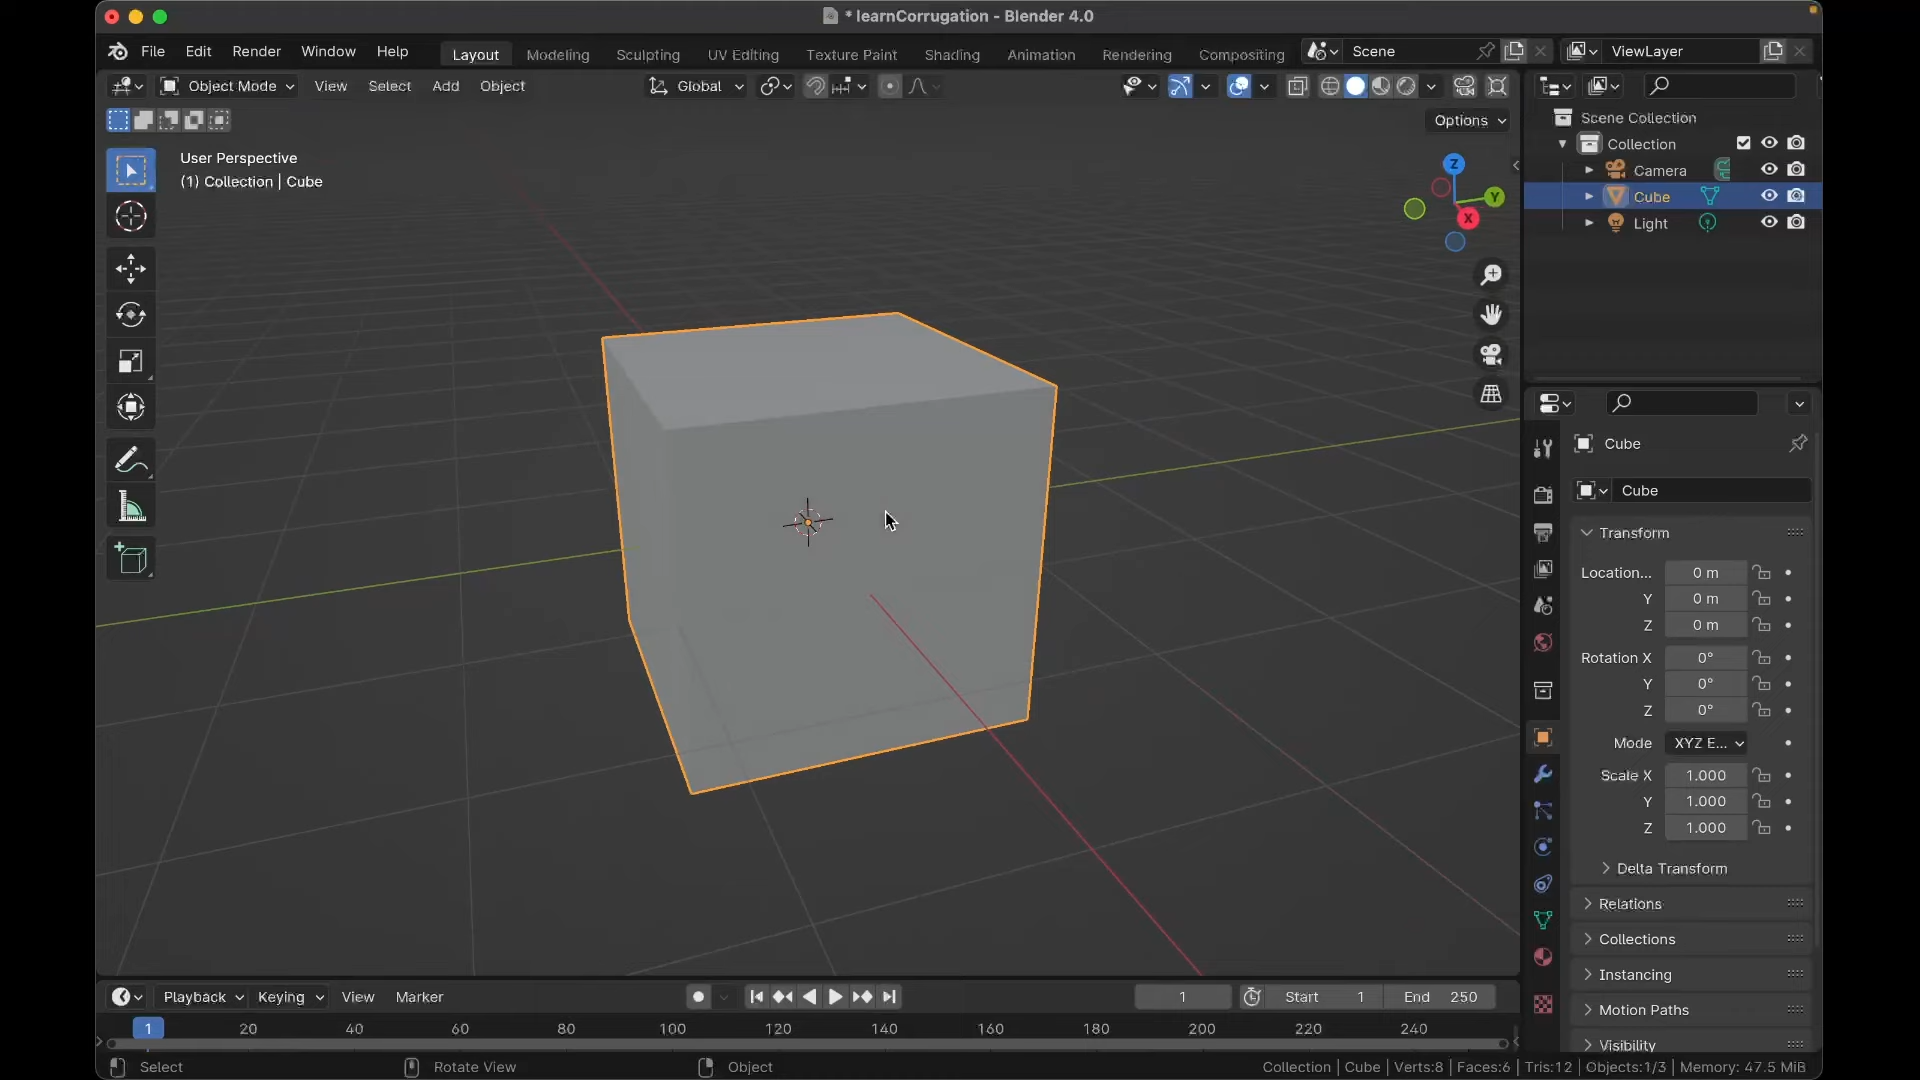 * learnCorrugation - Blender 4.0
File Edit Render Window Help Layout Modeling Sculpting UV Editing Texture Paint Shading Animation Rendering Compositing Scene ViewLayer
Object Mode View Select Add Object Global
Options
User Perspective
(1) Collection | Cube
Z
Y
X
Scene Collection
Collection
Camera
Cube
Light
Cube
Cube
Transform
Location... 0 m
Y 0 m
Z 0 m
Rotation X 0°
Y 0°
Z 0°
Mode XYZ E...
Scale X 1.000
Y 1.000
Z 1.000
Delta Transform
Relations
Collections
Instancing
Motion Paths
Visibility
Playback Keying View Marker 1 Start 1 End 250
1 20 40 60 80 100 120 140 160 180 200 220 240
Select Rotate View Object Collection | Cube | Verts:8 | Faces:6 | Tris:12 | Objects:1/3 | Memory: 47.5 MiB